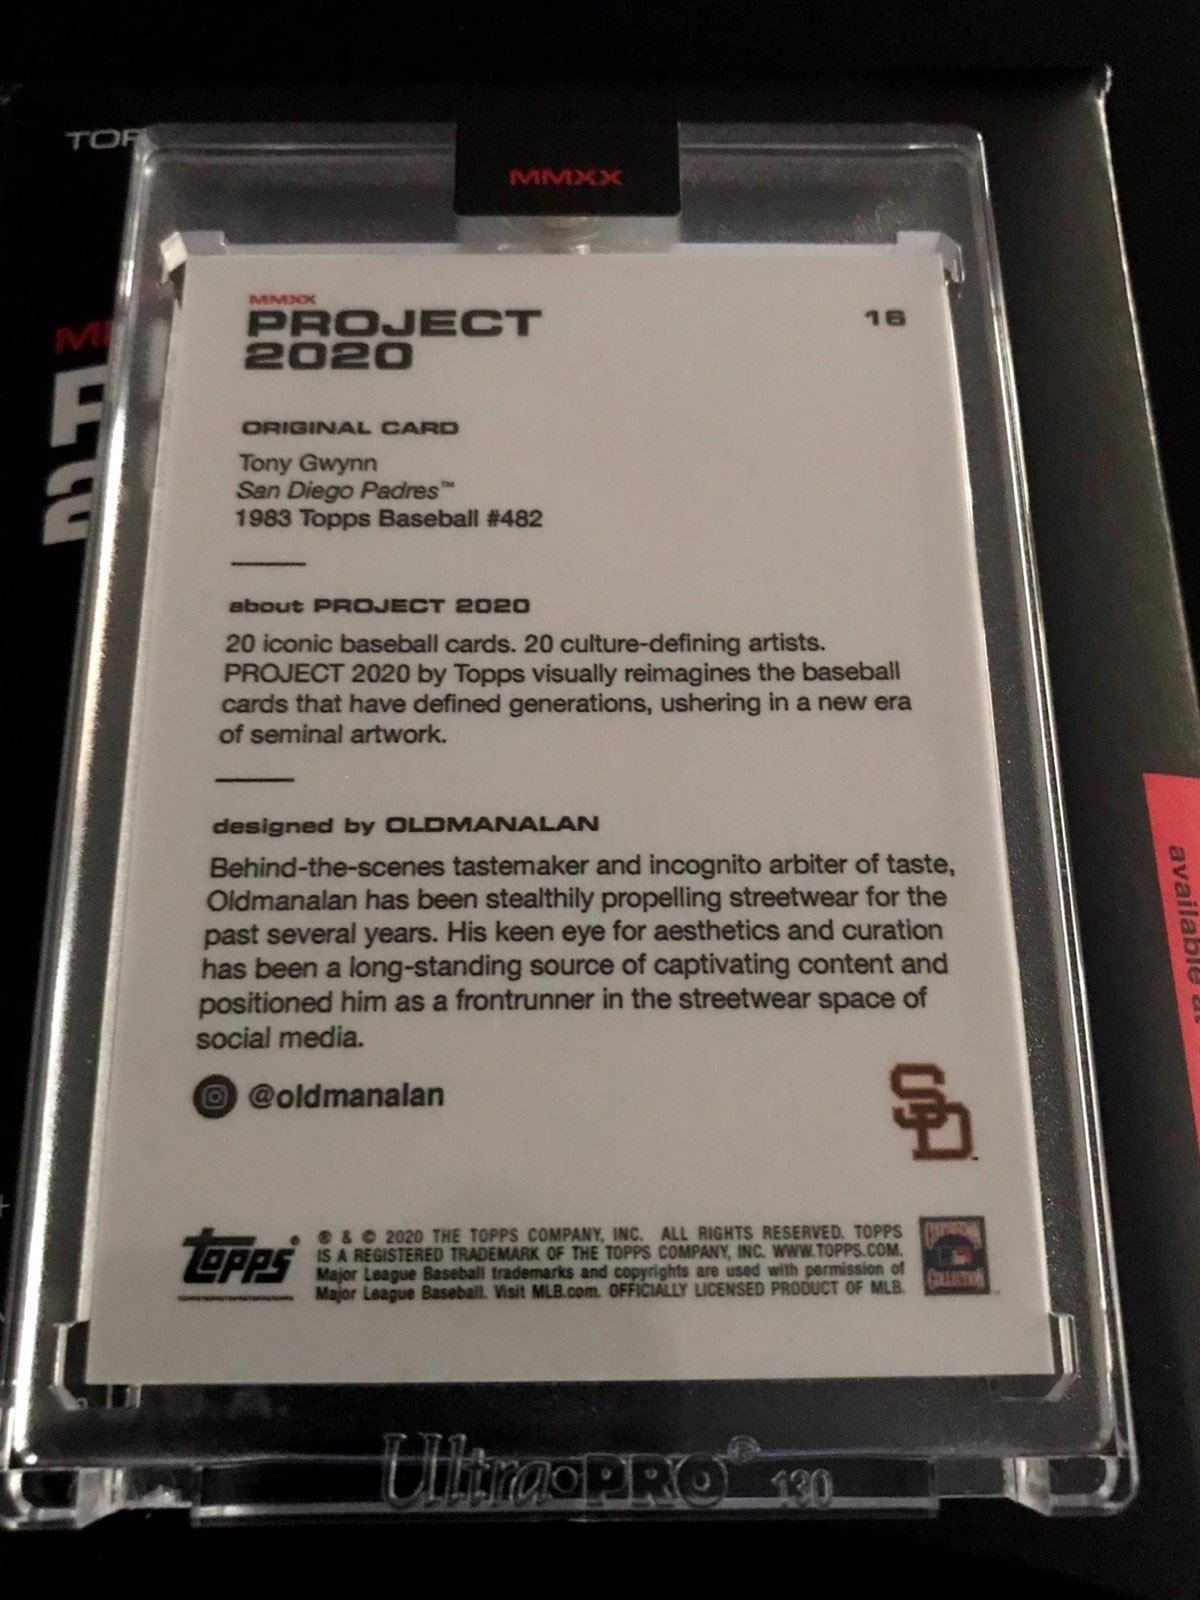 TOP
MMXX
MMXX
PROJECT
2020
16
ORIGINAL CARD
Tony Gwynn
San Diego Padres™
1983 Topps Baseball #482
about PROJECT 2020
20 iconic baseball cards. 20 culture-defining artists.
PROJECT 2020 by Topps visually reimagines the baseball
cards that have defined generations, ushering in a new era
of seminal artwork.
designed by OLDMANALAN
Behind-the-scenes tastemaker and incognito arbiter of taste,
Oldmanalan has been stealthily propelling streetwear for the
past several years. His keen eye for aesthetics and curation
has been a long-standing source of captivating content and
positioned him as a frontrunner in the streetwear space of
social media.
@oldmanalan
SD
Topps®
® & © 2020 THE TOPPS COMPANY, INC. ALL RIGHTS RESERVED. TOPPS
IS A REGISTERED TRADEMARK OF THE TOPPS COMPANY, INC. WWW.TOPPS.COM.
Major League Baseball trademarks and copyrights are used with permission of
Major League Baseball. Visit MLB.com. OFFICIALLY LICENSED PRODUCT OF MLB.
COOPERSTOWN
COLLECTION
available at
Ultra•PRO® 130